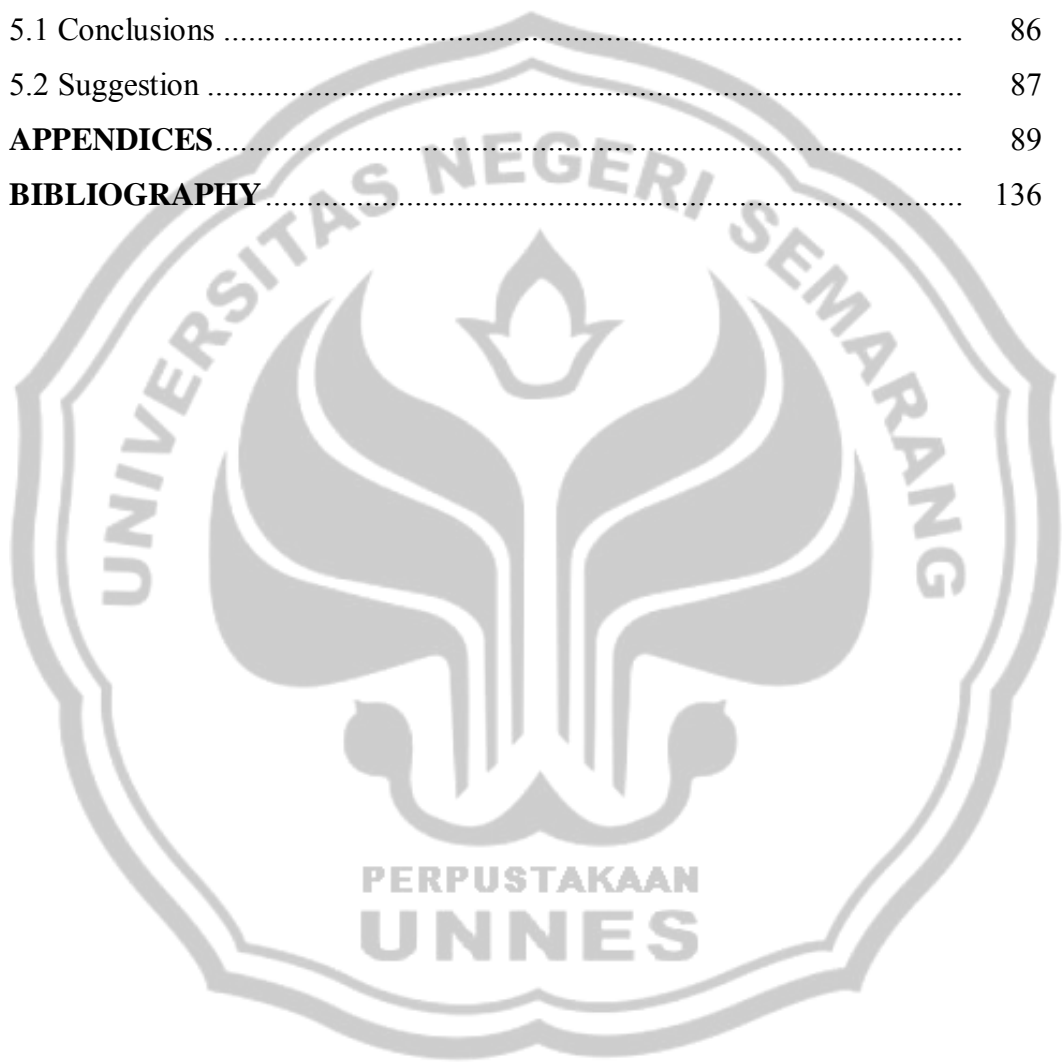 5.1 Conclusions ........................................................................................ 86
5.2 Suggestion .......................................................................................... 87
APPENDICES ......................................................................................... 89
BIBLIOGRAPHY ................................................................................... 136
UNIVERSITAS NEGERI SEMARANG
PERPUSTAKAAN
UNNES